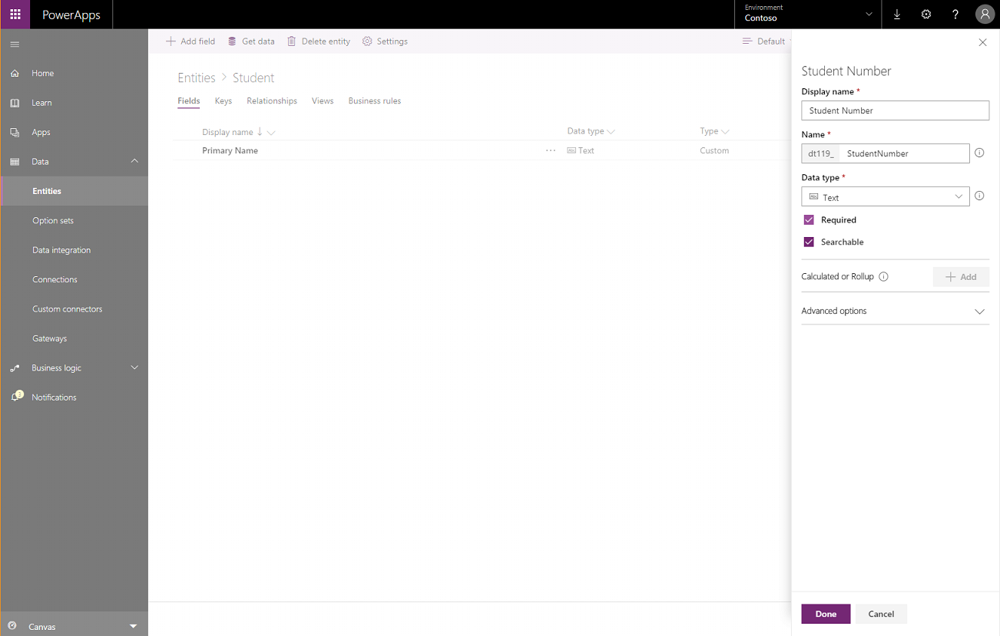 PowerApps
Environment
Contoso
?
Home
Learn
Apps
Data
Entities
Option sets
Data integration
Connections
Custom connectors
Gateways
Business logic
Notifications
Canvas
Add field Get data Delete entity Settings Default
Entities > Student
Fields Keys Relationships Views Business rules
Display name Data type Type
Primary Name ... Abc Text Custom
Student Number
Display name *
Student Number
Name *
dt119_ StudentNumber
Data type *
Abc Text
Required
Searchable
Calculated or Rollup Add
Advanced options
Done Cancel